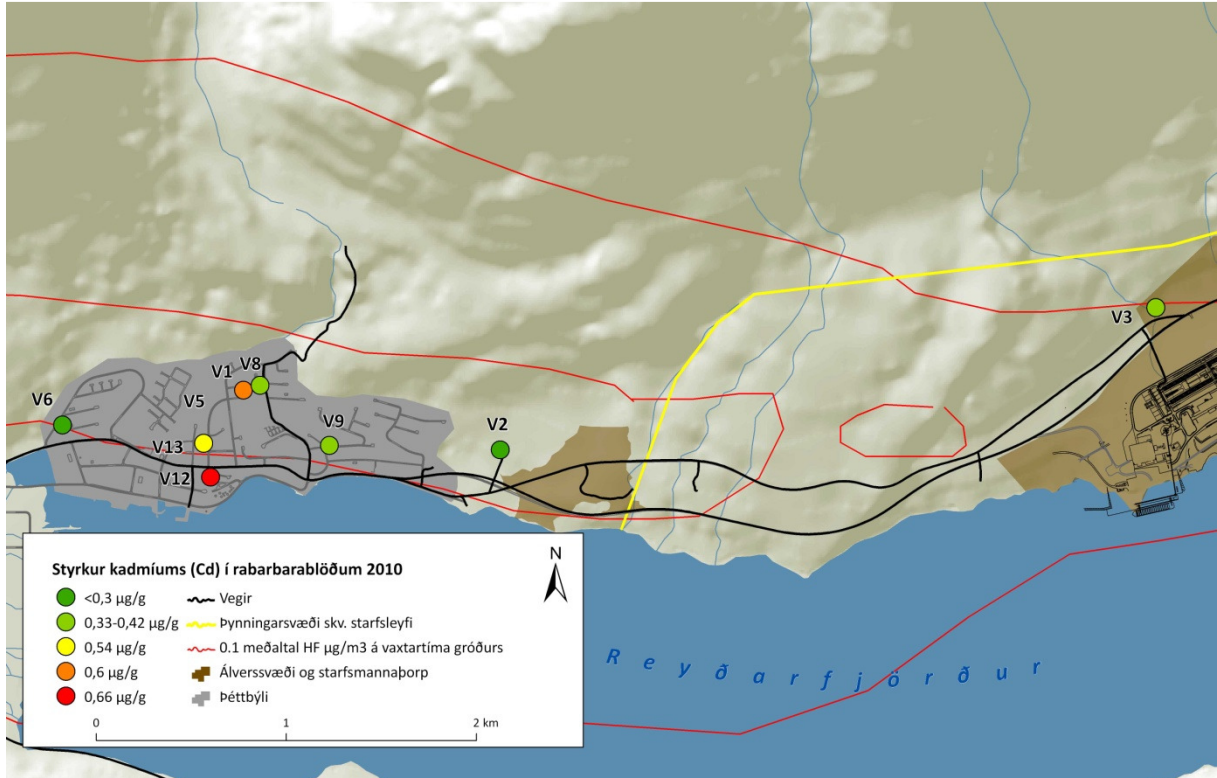 V3
V1
V8
V6
V5
V9
V2
V13
V12
Styrkur kadmíums (Cd) í rabarbarablöðum 2010
N
<0,3 µg/g
Vegir
0,33-0,42 µg/g
Þynningarsvæði skv. starfsleyfi
0,54 µg/g
0.1 meðaltal HF µg/m3 á vaxtartíma gróðurs
0,6 µg/g
Álverssvæði og starfsmannaþorp
0,66 µg/g
Þéttbýli
0 1 2 km
Reyðarfjörður